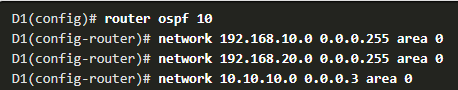 D1(config)# router ospf 10
D1(config-router)# network 192.168.10.0 0.0.0.255 area 0
D1(config-router)# network 192.168.20.0 0.0.0.255 area 0
D1(config-router)# network 10.10.10.0 0.0.0.3 area 0